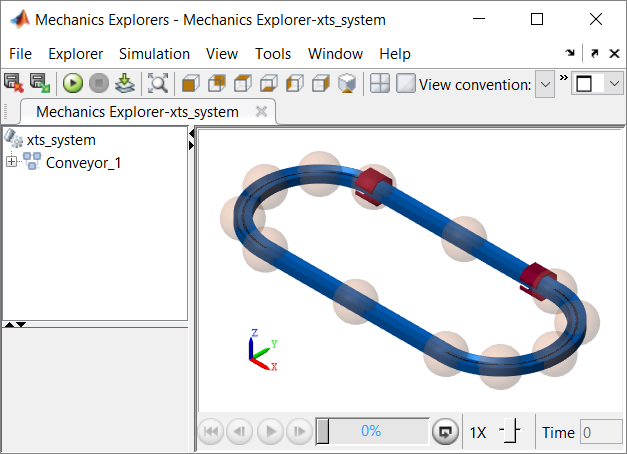 Mechanics Explorers - Mechanics Explorer-xts_system
File Explorer Simulation View Tools Window Help
View convention: »
Mechanics Explorer-xts_system
xts_system
Conveyor_1
Z
Y
X
0% 1X Time 0